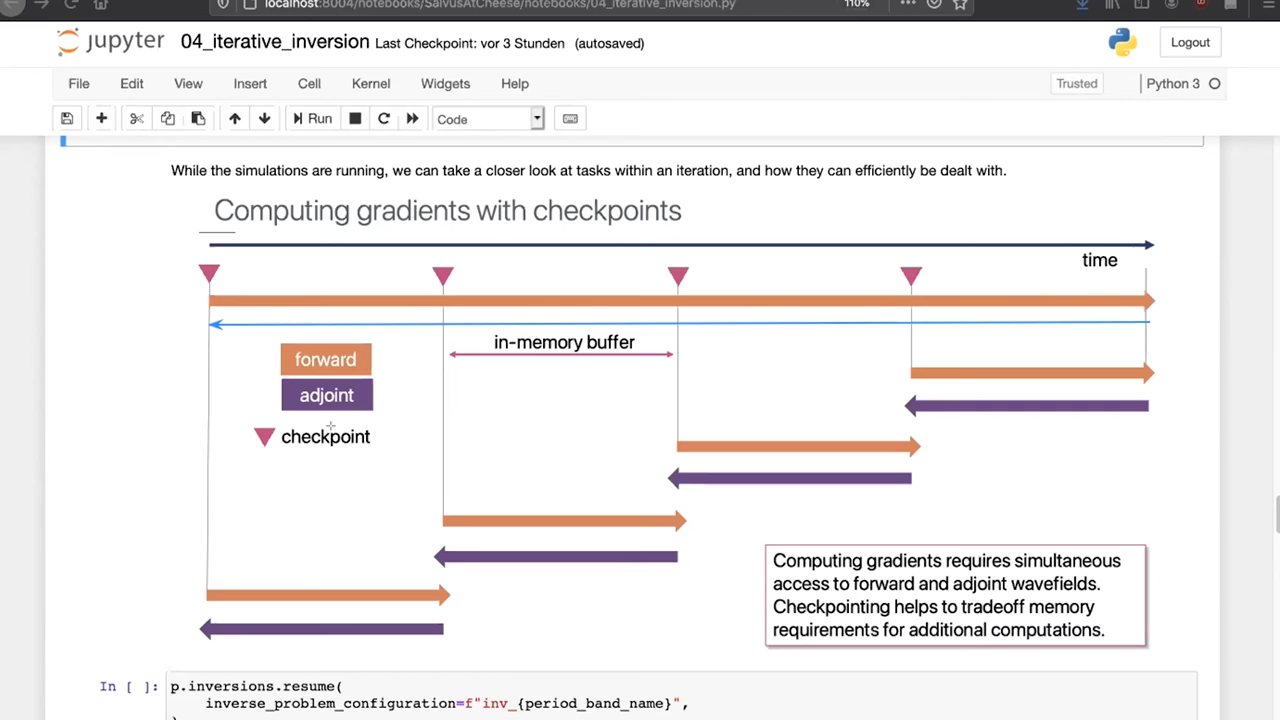 localhost:8004/notebooks/SalvusAtCheese/notebooks/04_iterative_inversion.py
110%
jupyter 04_iterative_inversion Last Checkpoint: vor 3 Stunden (autosaved)
Logout
File Edit View Insert Cell Kernel Widgets Help
Trusted
Python 3
Run
Code
While the simulations are running, we can take a closer look at tasks within an iteration, and how they can efficiently be dealt with.
Computing gradients with checkpoints
time
in-memory buffer
forward
adjoint
checkpoint
Computing gradients requires simultaneous
access to forward and adjoint wavefields.
Checkpointing helps to tradeoff memory
requirements for additional computations.
In [ ]: p.inversions.resume(
inverse_problem_configuration=f"inv_{period_band_name}",
)